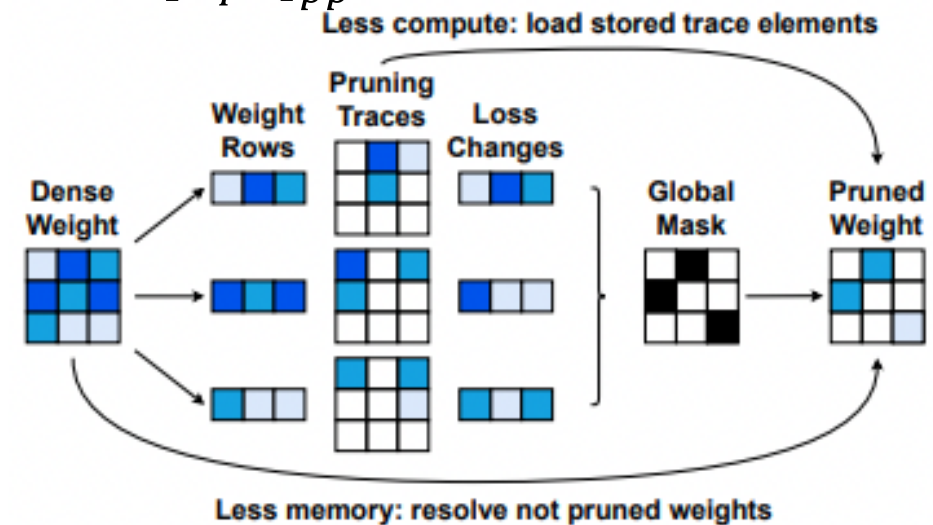 Less compute: load stored trace elements
Pruning
Traces
Weight
Rows
Loss
Changes
Dense
Weight
Global
Mask
Pruned
Weight
Less memory: resolve not pruned weights